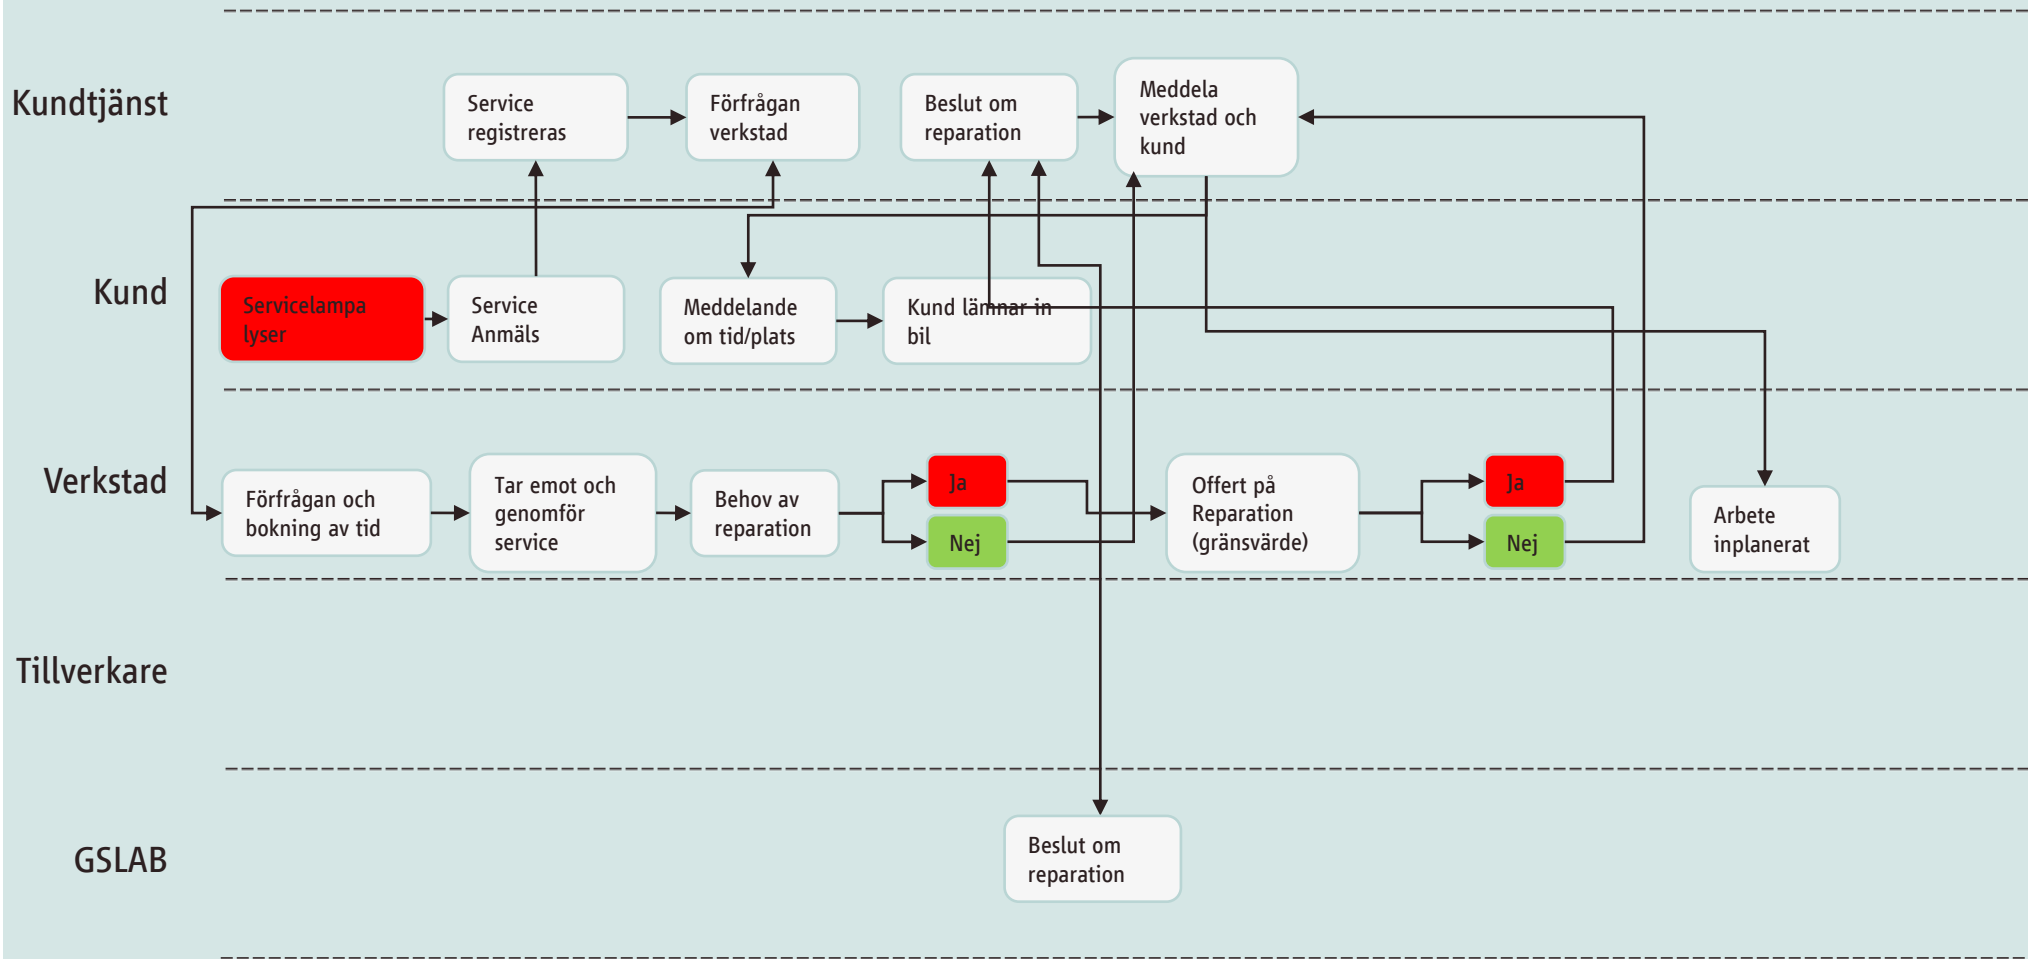 Kundtjänst
Service
registreras
Förfrågan
verkstad
Beslut om
reparation
Meddela
verkstad och
kund
Kund
Servicelampa
lyser
Service
Anmäls
Meddelande
om tid/plats
Kund lämnar in
bil
Verkstad
Förfrågan och
bokning av tid
Tar emot och
genomför
service
Behov av
reparation
Ja
Nej
Offert på
Reparation
(gränsvärde)
Ja
Nej
Arbete
inplanerat
Tillverkare
GSLAB
Beslut om
reparation